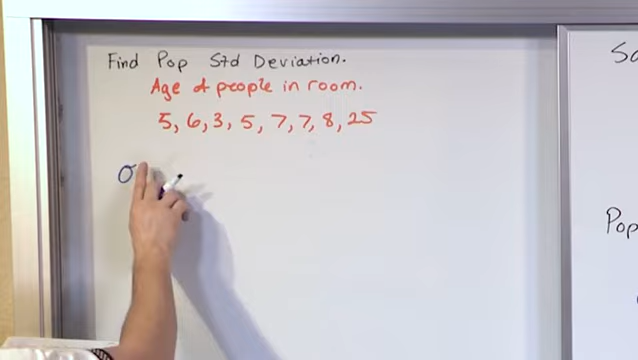 Find Pop Std Deviation.
Age of people in room.
5, 6, 3, 5, 7, 7, 8, 25
σ
Pop